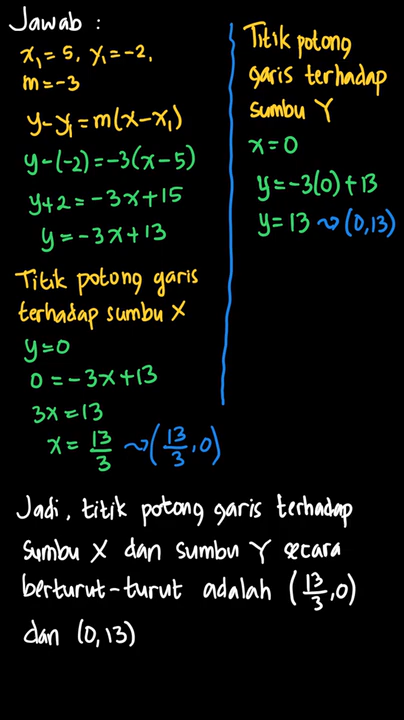 Jawab :
x₁ = 5, y₁ = -2,
m = -3
y - y₁ = m(x - x₁)
y - (-2) = -3(x - 5)
y + 2 = -3x + 15
y = -3x + 13
Titik potong garis
terhadap sumbu X
y = 0
0 = -3x + 13
3x = 13
x = 13/3 ↝ (13/3, 0)
Titik potong
garis terhadap
sumbu Y
x = 0
y = -3(0) + 13
y = 13 ↝ (0, 13)
Jadi, titik potong garis terhadap
sumbu X dan sumbu Y secara
berturut-turut adalah (13/3, 0)
dan (0, 13)